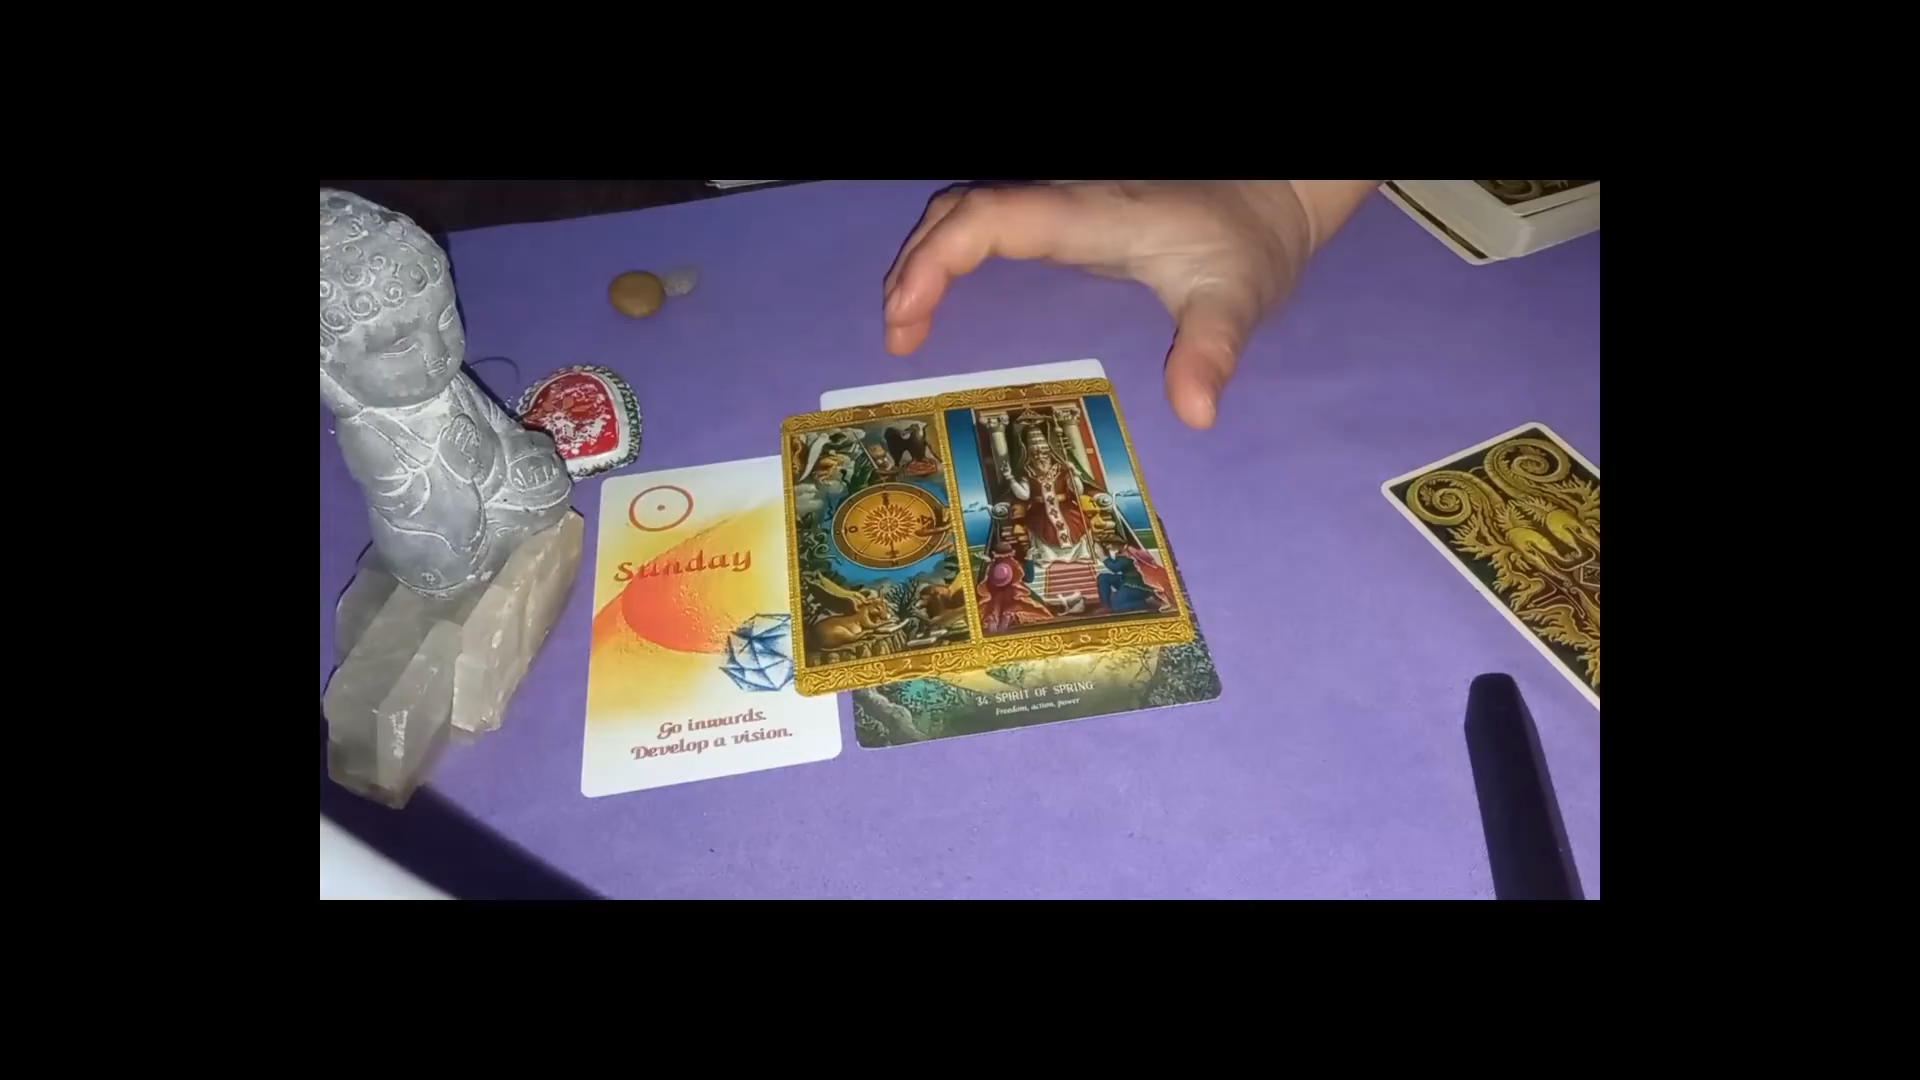 X
V
Sunday
Go inwards.
Develop a vision.
34. SPIRIT OF SPRING
Freedom, action, power